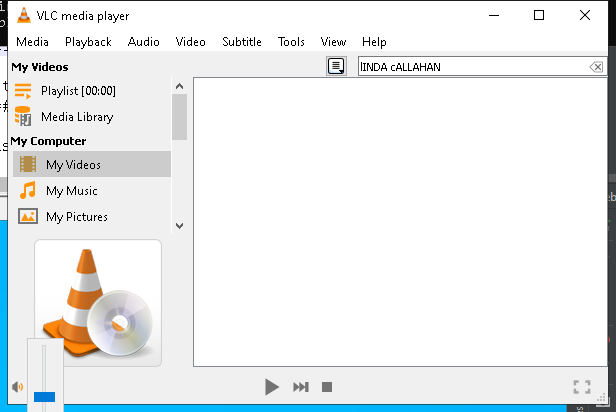 VLC media player
Media Playback Audio Video Subtitle Tools View Help
My Videos
lINDA cALLAHAN
Playlist [00:00]
Media Library
My Computer
My Videos
My Music
My Pictures